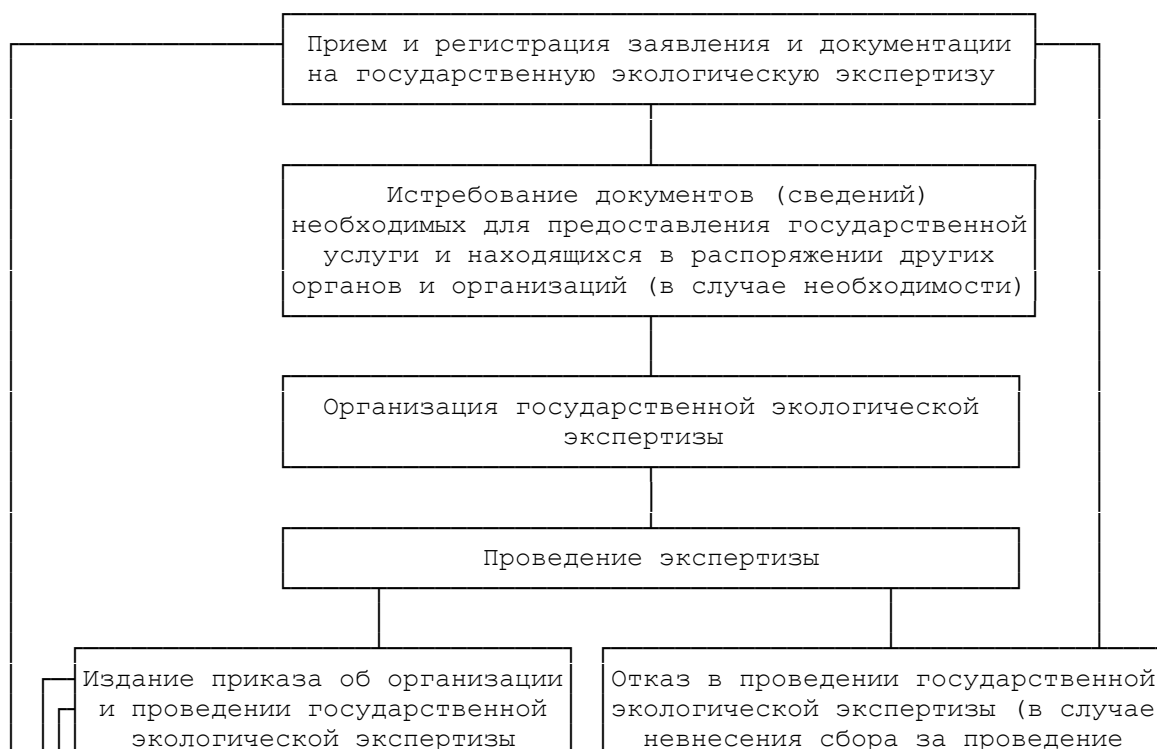 Прием и регистрация заявления и документации
на государственную экологическую экспертизу
Истребование документов (сведений)
необходимых для предоставления государственной
услуги и находящихся в распоряжении других
органов и организаций (в случае необходимости)
Организация государственной экологической
экспертизы
Проведение экспертизы
Издание приказа об организации
и проведении государственной
экологической экспертизы
Отказ в проведении государственной
экологической экспертизы (в случае
невнесения сбора за проведение